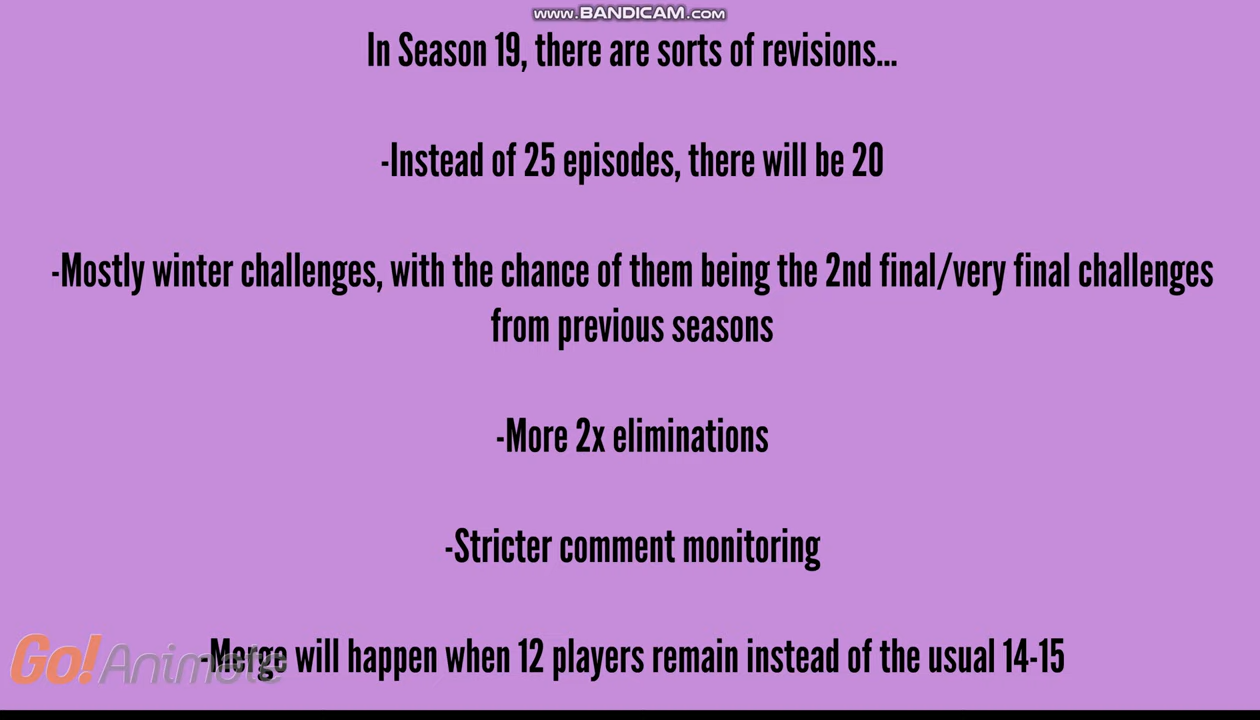 www.BANDICAM.com
In Season 19, there are sorts of revisions...
-Instead of 25 episodes, there will be 20
-Mostly winter challenges, with the chance of them being the 2nd final/very final challenges
from previous seasons
-More 2x eliminations
-Stricter comment monitoring
-Merge will happen when 12 players remain instead of the usual 14-15
Go!Animate